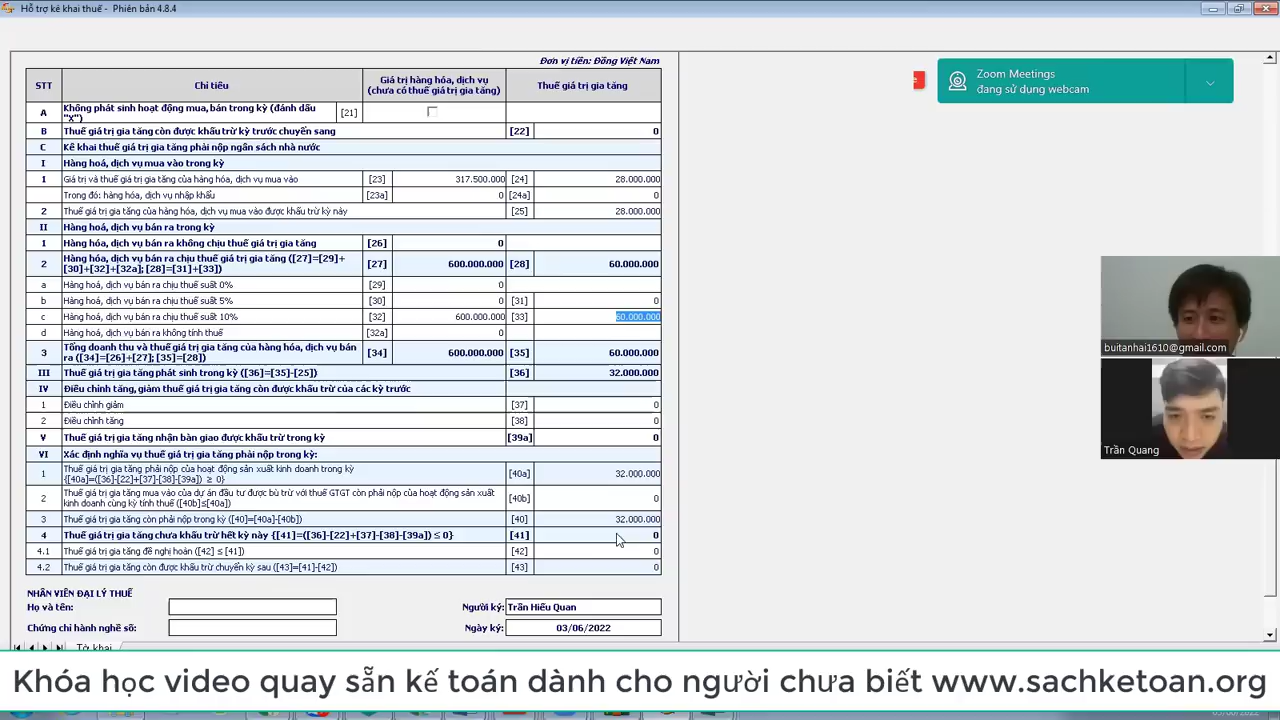 Hỗ trợ kê khai thuế - Phiên bản 4.8.4
Đơn vị tiền: Đồng Việt Nam
STT Chỉ tiêu Giá trị hàng hóa, dịch vụ (chưa có thuế giá trị gia tăng) Thuế giá trị gia tăng
A Không phát sinh hoạt động mua, bán trong kỳ (đánh dấu "X") [21]
B Thuế giá trị gia tăng còn được khấu trừ kỳ trước chuyển sang [22] 0
C Kê khai thuế giá trị gia tăng phải nộp ngân sách nhà nước
I Hàng hoá, dịch vụ mua vào trong kỳ
1 Giá trị và thuế giá trị gia tăng của hàng hóa, dịch vụ mua vào [23] 317.500.000 [24] 28.000.000
Trong đó: hàng hóa, dịch vụ nhập khẩu [23a] 0 [24a] 0
2 Thuế giá trị gia tăng của hàng hóa, dịch vụ mua vào được khấu trừ kỳ này [25] 28.000.000
II Hàng hoá, dịch vụ bán ra trong kỳ
1 Hàng hóa, dịch vụ bán ra không chịu thuế giá trị gia tăng [26] 0
2 Hàng hóa, dịch vụ bán ra chịu thuế giá trị gia tăng ([27]=[29]+[30]+[32]+[32a]; [28]=[31]+[33]) [27] 600.000.000 [28] 60.000.000
a Hàng hoá, dịch vụ bán ra chịu thuế suất 0% [29] 0
b Hàng hoá, dịch vụ bán ra chịu thuế suất 5% [30] 0 [31] 0
c Hàng hoá, dịch vụ bán ra chịu thuế suất 10% [32] 600.000.000 [33] 60.000.000
d Hàng hoá, dịch vụ bán ra không tính thuế [32a] 0
3 Tổng doanh thu và thuế giá trị gia tăng của hàng hóa, dịch vụ bán ra ([34]=[26]+[27]; [35]=[28]) [34] 600.000.000 [35] 60.000.000
III Thuế giá trị gia tăng phát sinh trong kỳ ([36]=[35]-[25]) [36] 32.000.000
IV Điều chỉnh tăng, giảm thuế giá trị gia tăng còn được khấu trừ của các kỳ trước
1 Điều chỉnh giảm [37] 0
2 Điều chỉnh tăng [38] 0
V Thuế giá trị gia tăng nhận bàn giao được khấu trừ trong kỳ [39a] 0
VI Xác định nghĩa vụ thuế giá trị gia tăng phải nộp trong kỳ:
1 Thuế giá trị gia tăng phải nộp của hoạt động sản xuất kinh doanh trong kỳ {[40a]=([36]-[22]+[37]-[38]-[39a]) ≥ 0} [40a] 32.000.000
2 Thuế giá trị gia tăng mua vào của dự án đầu tư được bù trừ với thuế GTGT còn phải nộp của hoạt động sản xuất kinh doanh cùng kỳ tính thuế ([40b]≤[40a]) [40b] 0
3 Thuế giá trị gia tăng còn phải nộp trong kỳ ([40]=[40a]-[40b]) [40] 32.000.000
4 Thuế giá trị gia tăng chưa khấu trừ hết kỳ này {[41]=([36]-[22]+[37]-[38]-[39a]) ≤ 0} [41] 0
4.1 Thuế giá trị gia tăng đề nghị hoàn ([42] ≤ [41]) [42] 0
4.2 Thuế giá trị gia tăng còn được khấu trừ chuyển kỳ sau ([43]=[41]-[42]) [43] 0
NHÂN VIÊN ĐẠI LÝ THUẾ
Họ và tên: Người ký: Trần Hiếu Quan
Chứng chỉ hành nghề số: Ngày ký: 03/06/2022
Tờ khai
Zoom Meetings
đang sử dụng webcam
buitanhai1610@gmail.com
Trần Quang
Khóa học video quay sẵn kế toán dành cho người chưa biết www.sachketoan.org